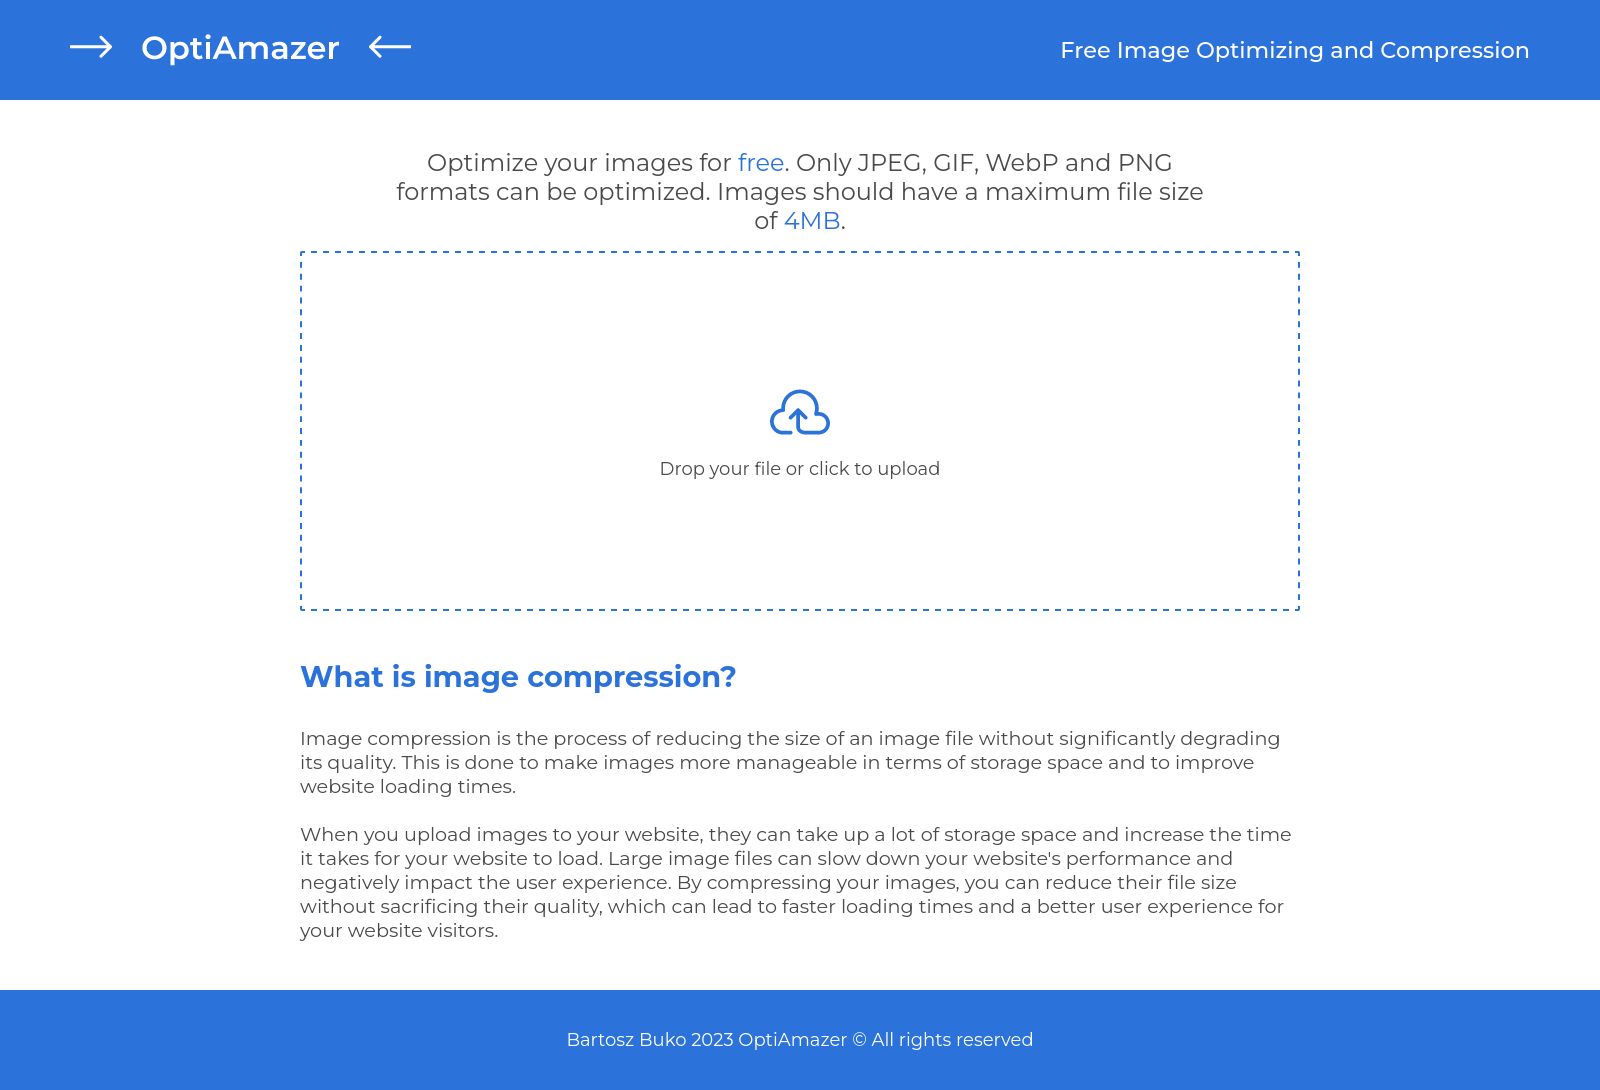 OptiAmazer
Free Image Optimizing and Compression
Optimize your images for free. Only JPEG, GIF, WebP and PNG
formats can be optimized. Images should have a maximum file size
of 4MB.
Drop your file or click to upload
What is image compression?
Image compression is the process of reducing the size of an image file without significantly degrading
its quality. This is done to make images more manageable in terms of storage space and to improve
website loading times.
When you upload images to your website, they can take up a lot of storage space and increase the time
it takes for your website to load. Large image files can slow down your website's performance and
negatively impact the user experience. By compressing your images, you can reduce their file size
without sacrificing their quality, which can lead to faster loading times and a better user experience for
your website visitors.
Bartosz Buko 2023 OptiAmazer © All rights reserved